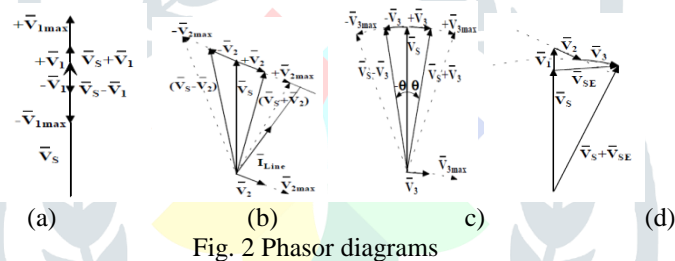 +V̄1max
+V̄1
V̄S+V̄1
-V̄1
V̄S-V̄1
-V̄1max
V̄S
(a)
-V̄2max
-V̄2
+V̄2
+V̄2max
(V̄S-V̄2)
V̄S
(V̄S+V̄2)
ĪLine
V̄2
V̄2max
(b)
-V̄3max
-V̄3
+V̄3
+V̄3max
V̄S
V̄S-V̄3
V̄S+V̄3
-θ
θ
V̄3
V̄3max
c)
V̄1
V̄2
V̄3
V̄SE
V̄S
V̄S+V̄SE
(d)
Fig. 2 Phasor diagrams